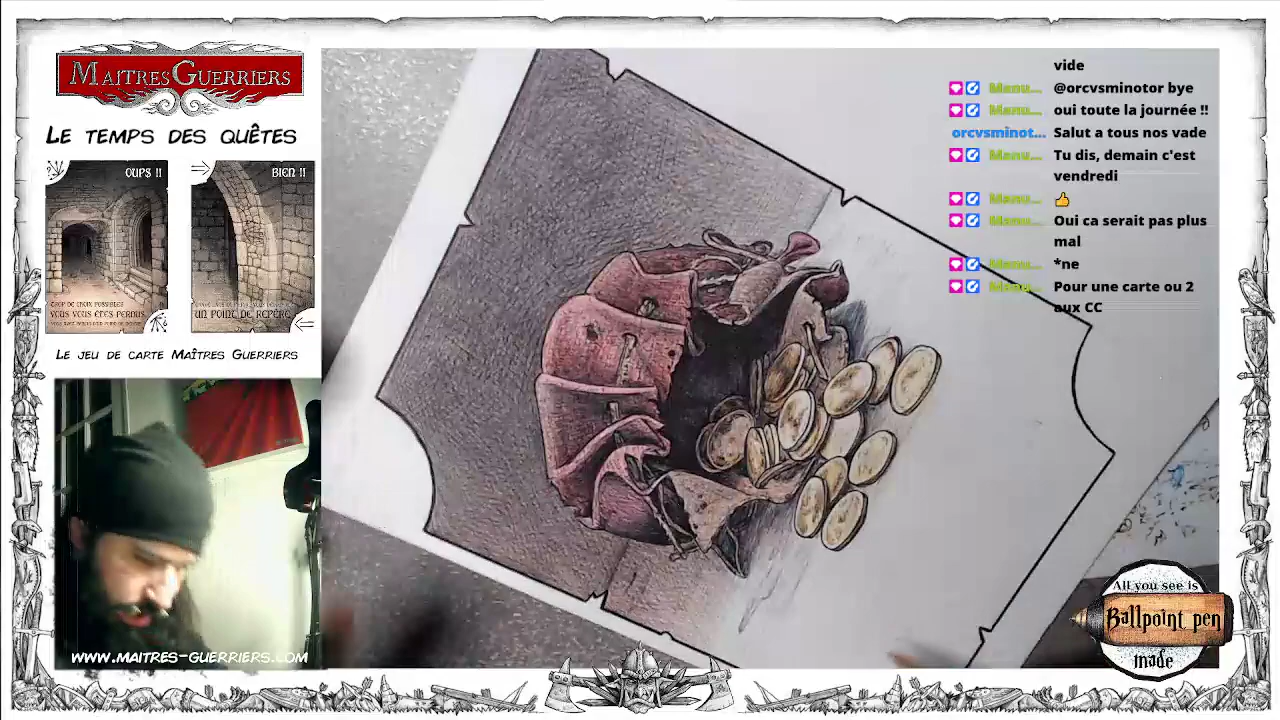 MAITRESGUERRIERS
LE TEMPS DES QUÊTES
OUPS !!
BIEN !!
VOUS VOUS ÊTES PERDUS
UN POINT DE REPÈRE
LE JEU DE CARTE MAÎTRES GUERRIERS
WWW.MAITRES-GUERRIERS.COM
vide
Manu... @orcvsminotor bye
Manu... oui toute la journée !!
orcvsminot... Salut a tous nos vade
Manu... Tu dis, demain c'est
vendredi
Manu... 👍
Manu... Oui ca serait pas plus
mal
Manu... *ne
Manu... Pour une carte ou 2
aux CC
All you see is
Ballpoint pen
made